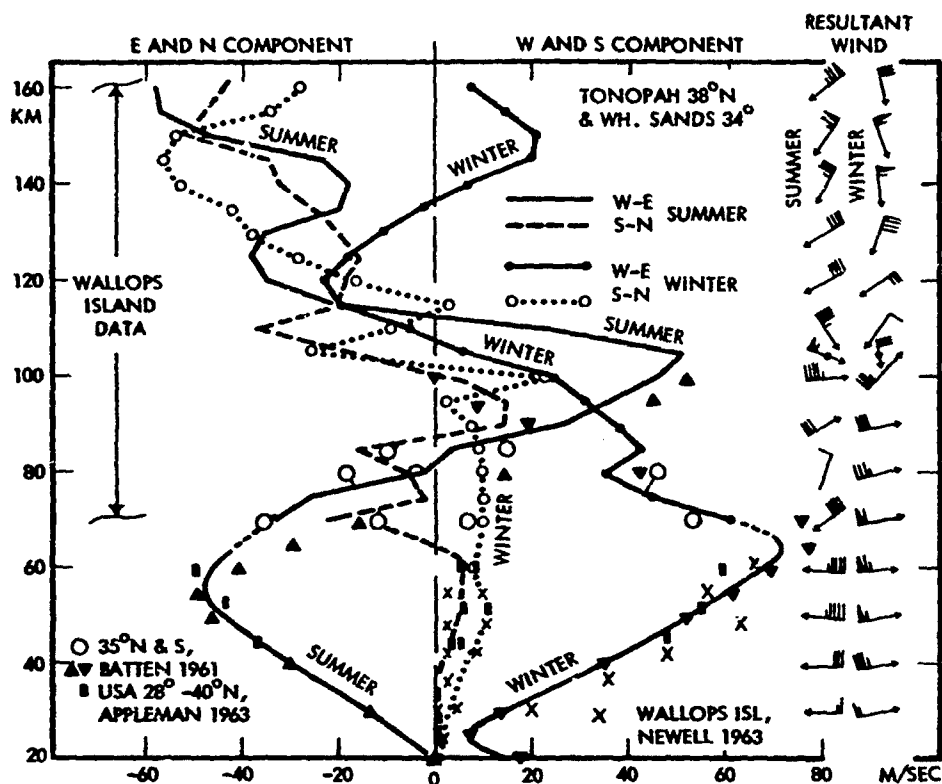 E AND N COMPONENT
W AND S COMPONENT
RESULTANT
WIND
160
KM
140
120
100
80
60
40
20
TONOPAH 38°N
& WH. SANDS 34°
SUMMER
WINTER
W-E
S-N
SUMMER
W-E
S-N
WINTER
SUMMER
WINTER
WALLOPS
ISLAND
DATA
SUMMER
WINTER
WINTER
SUMMER
WINTER
35°N & S,
BATTEN 1961
USA 28° -40°N,
APPLEMAN 1963
X WALLOPS ISL,
NEWELL 1963
-60
-40
-20
0
20
40
60
80
M/SEC